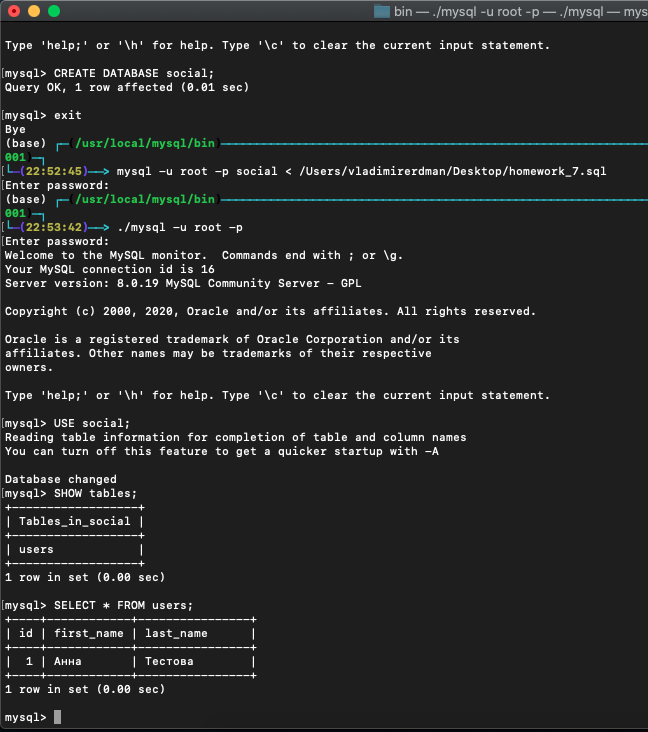 bin — ./mysql -u root -p — ./mysql — mys
Type 'help;' or '\h' for help. Type '\c' to clear the current input statement.
[mysql> CREATE DATABASE social;
Query OK, 1 row affected (0.01 sec)
[mysql> exit
Bye
(base) ┌─(/usr/local/mysql/bin)──────────
001)─┐
[└─(22:52:45)──> mysql -u root -p social < /Users/vladimirerdman/Desktop/homework_7.sql
[Enter password:
(base) ┌─(/usr/local/mysql/bin)──────────
001)─┐
[└─(22:53:42)──> ./mysql -u root -p
[Enter password:
Welcome to the MySQL monitor.  Commands end with ; or \g.
Your MySQL connection id is 16
Server version: 8.0.19 MySQL Community Server - GPL
Copyright (c) 2000, 2020, Oracle and/or its affiliates. All rights reserved.
Oracle is a registered trademark of Oracle Corporation and/or its
affiliates. Other names may be trademarks of their respective
owners.
Type 'help;' or '\h' for help. Type '\c' to clear the current input statement.
[mysql> USE social;
Reading table information for completion of table and column names
You can turn off this feature to get a quicker startup with -A
Database changed
[mysql> SHOW tables;
+------------------+
| Tables_in_social |
+------------------+
| users            |
+------------------+
1 row in set (0.00 sec)
[mysql> SELECT * FROM users;
+----+------------+----------------+
| id | first_name | last_name      |
+----+------------+----------------+
|  1 | Анна       | Тестова        |
+----+------------+----------------+
1 row in set (0.00 sec)
mysql>